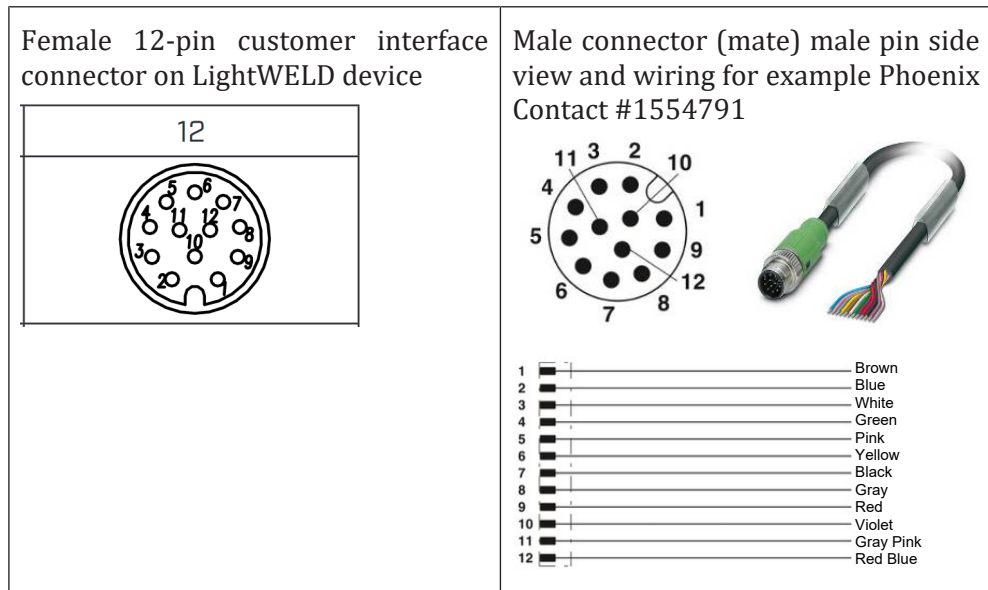 Female 12-pin customer interface
connector on LightWELD device
12
5
6
7
4
11
12
8
3
10
9
2
1
Male connector (mate) male pin side
view and wiring for example Phoenix
Contact #1554791
11
3
2
10
4
1
5
9
12
6
8
7
1 Brown
2 Blue
3 White
4 Green
5 Pink
6 Yellow
7 Black
8 Gray
9 Red
10 Violet
11 Gray Pink
12 Red Blue